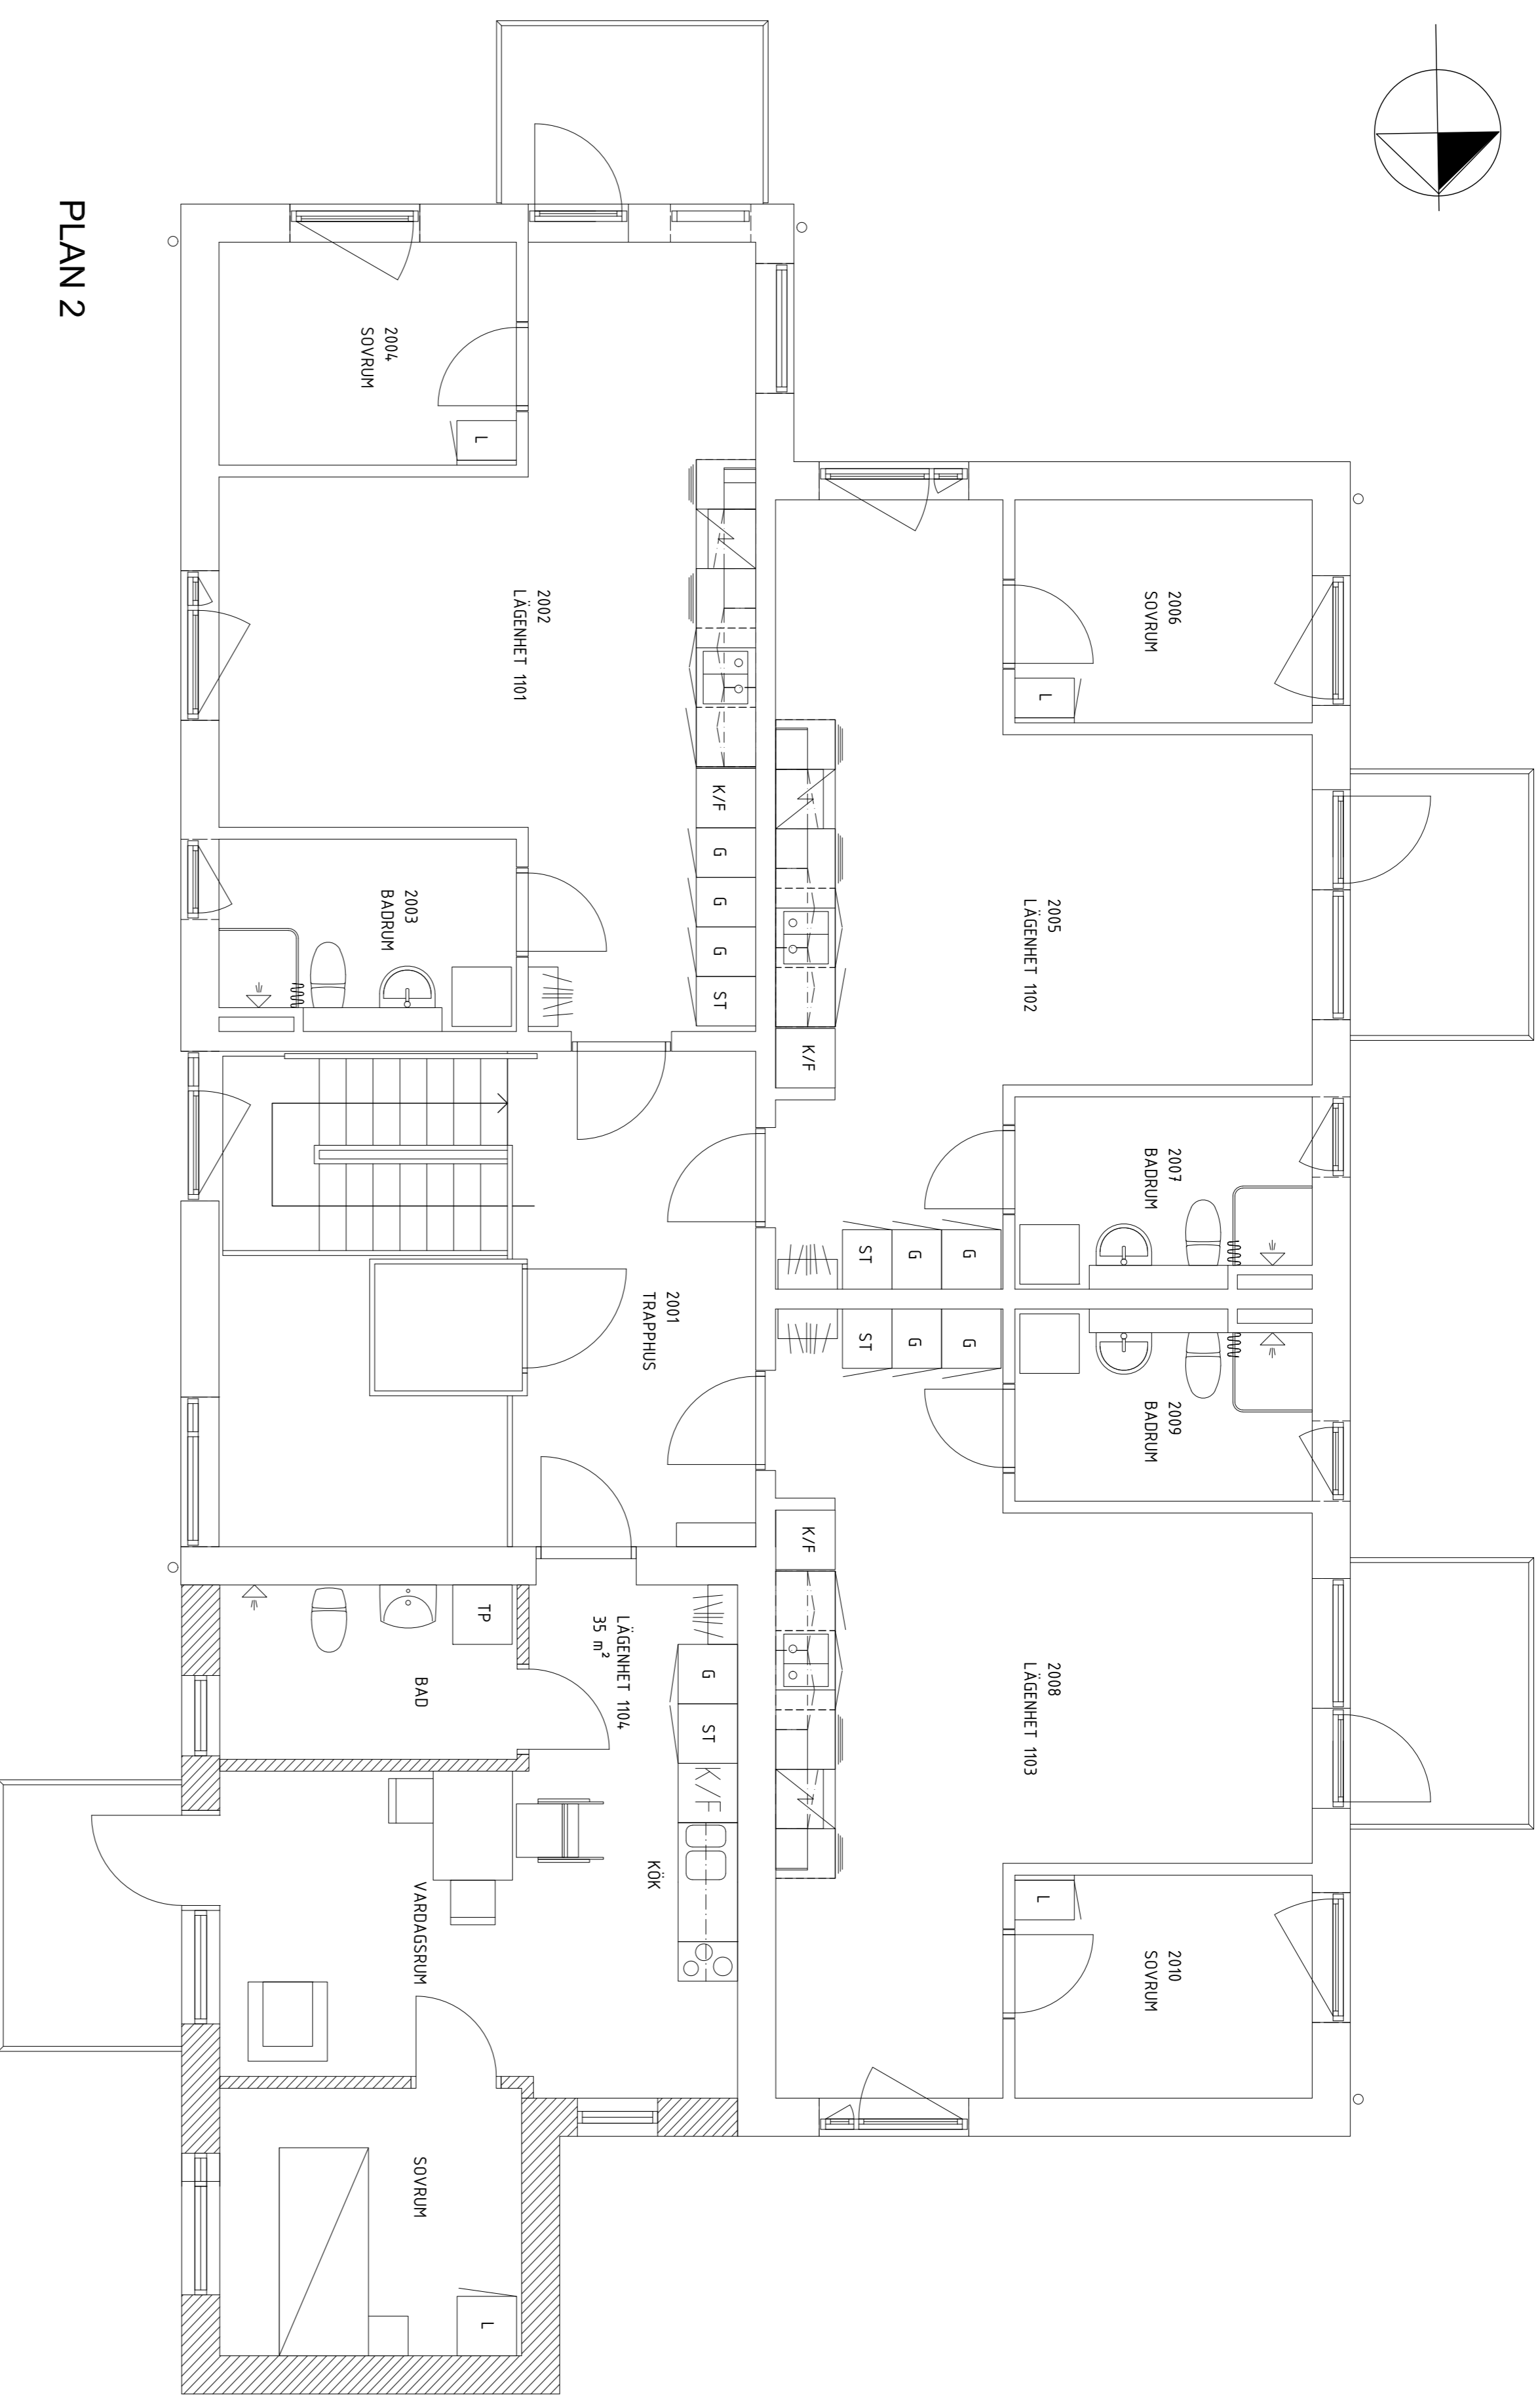 2006
SOVRUM
2007
BADRUM
2009
BADRUM
2010
SOVRUM
L
2005
LÄGENHET 1102
2008
LÄGENHET 1103
L
G
G
G
G
ST
ST
K/F
K/F
K/F
G
G
G
ST
G
ST
K/F
2001
TRAPPHUS
KÖK
LÄGENHET 1104
35 m²
2002
LÄGENHET 1101
L
TP
L
2004
SOVRUM
2003
BADRUM
BAD
VARDAGSRUM
SOVRUM
PLAN 2